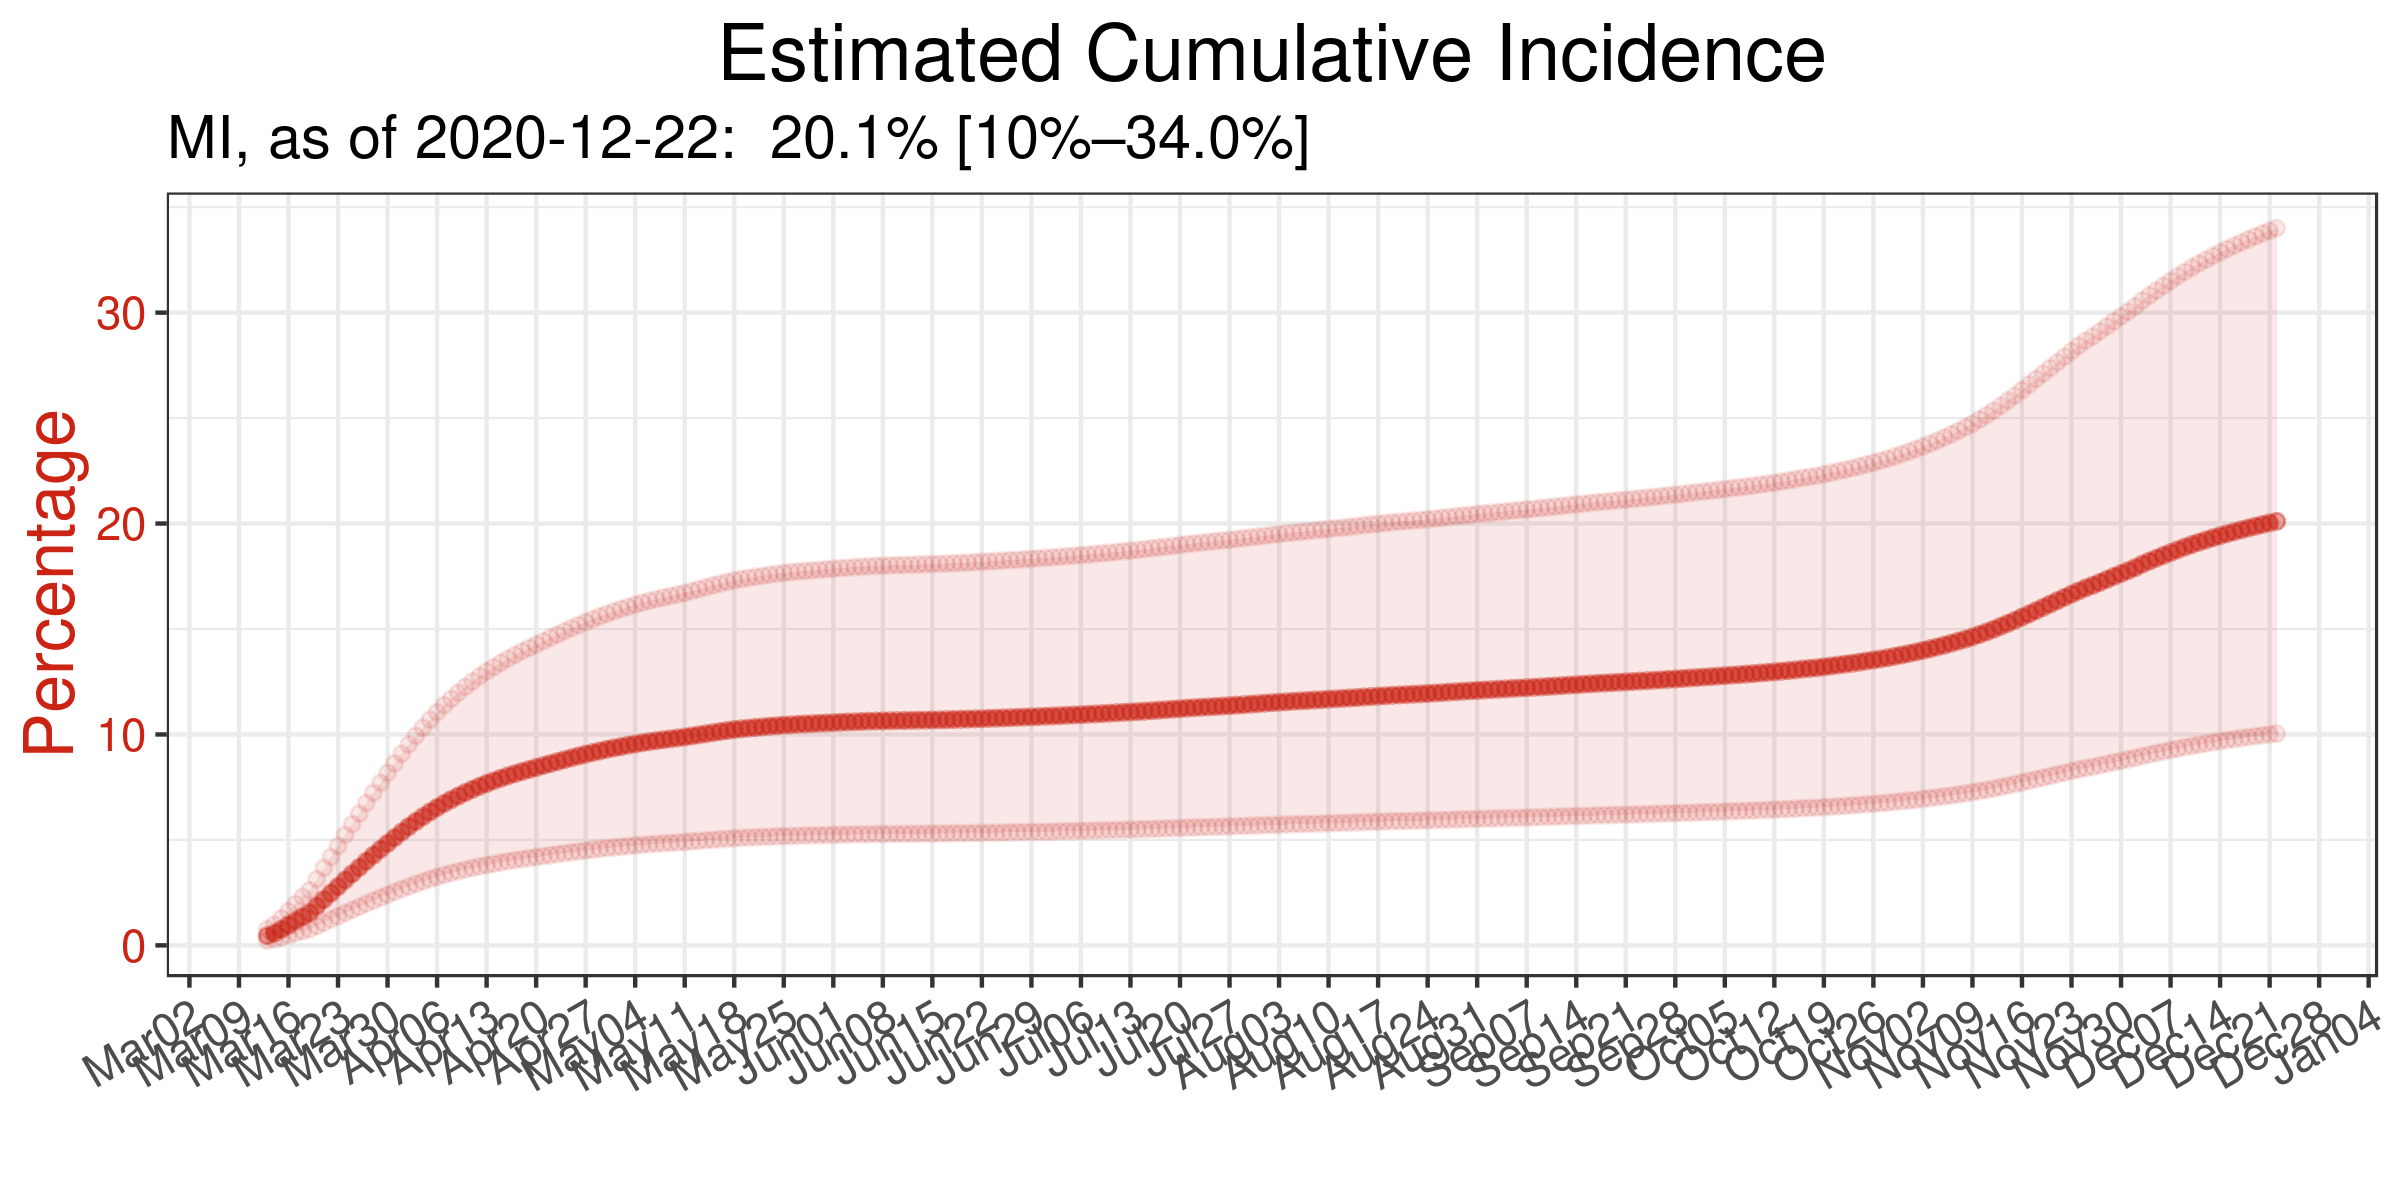 Estimated Cumulative Incidence
MI, as of 2020-12-22:  20.1% [10%–34.0%]
Percentage
30
20
10
0
Mar02
Mar09
Mar16
Mar23
Mar30
Apr06
Apr13
Apr20
Apr27
May04
May11
May18
May25
Jun01
Jun08
Jun15
Jun22
Jun29
Jul06
Jul13
Jul20
Jul27
Aug03
Aug10
Aug17
Aug24
Aug31
Sep07
Sep14
Sep21
Sep28
Oct05
Oct12
Oct19
Oct26
Nov02
Nov09
Nov16
Nov23
Nov30
Dec07
Dec14
Dec21
Dec28
Jan04